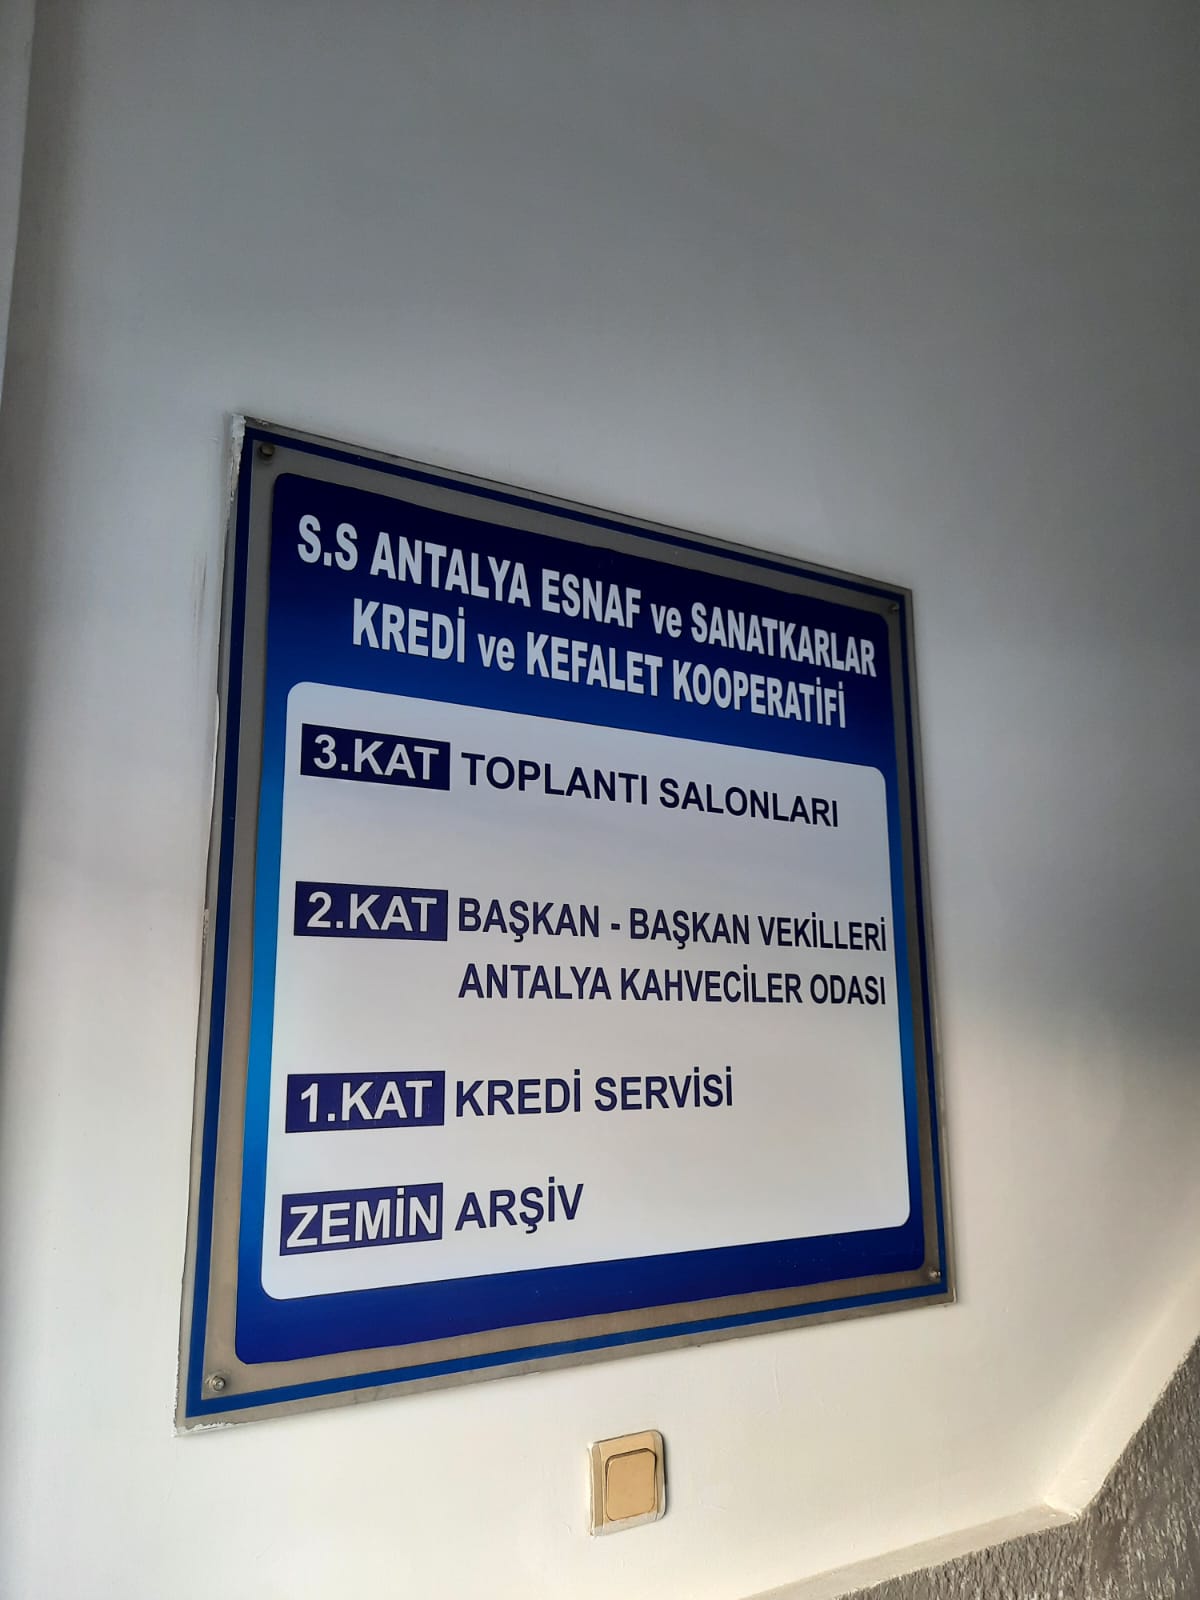 S.S ANTALYA ESNAF ve SANATKARLAR
KREDİ ve KEFALET KOOPERATİFİ
3.KAT TOPLANTI SALONLARI
2.KAT BAŞKAN - BAŞKAN VEKİLLERİ
ANTALYA KAHVECİLER ODASI
1.KAT KREDİ SERVİSİ
ZEMİN ARŞİV